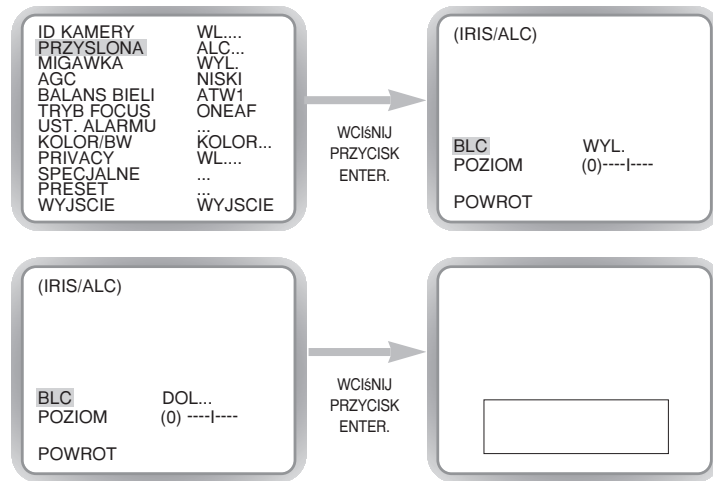 ID KAMERY WL....
PRZYSLONA ALC...
MIGAWKA WYL.
AGC NISKI
BALANS BIELI ATW1
TRYB FOCUS ONEAF
UST. ALARMU ...
KOLOR/BW KOLOR...
PRIVACY WL....
SPECJALNE ...
PRESET ...
WYJSCIE WYJSCIE
WCIśNIJ
PRZYCISK
ENTER.
(IRIS/ALC)
BLC WYL.
POZIOM (0)----I----
POWROT
(IRIS/ALC)
BLC DOL...
POZIOM (0) ----I----
POWROT
WCIśNIJ
PRZYCISK
ENTER.